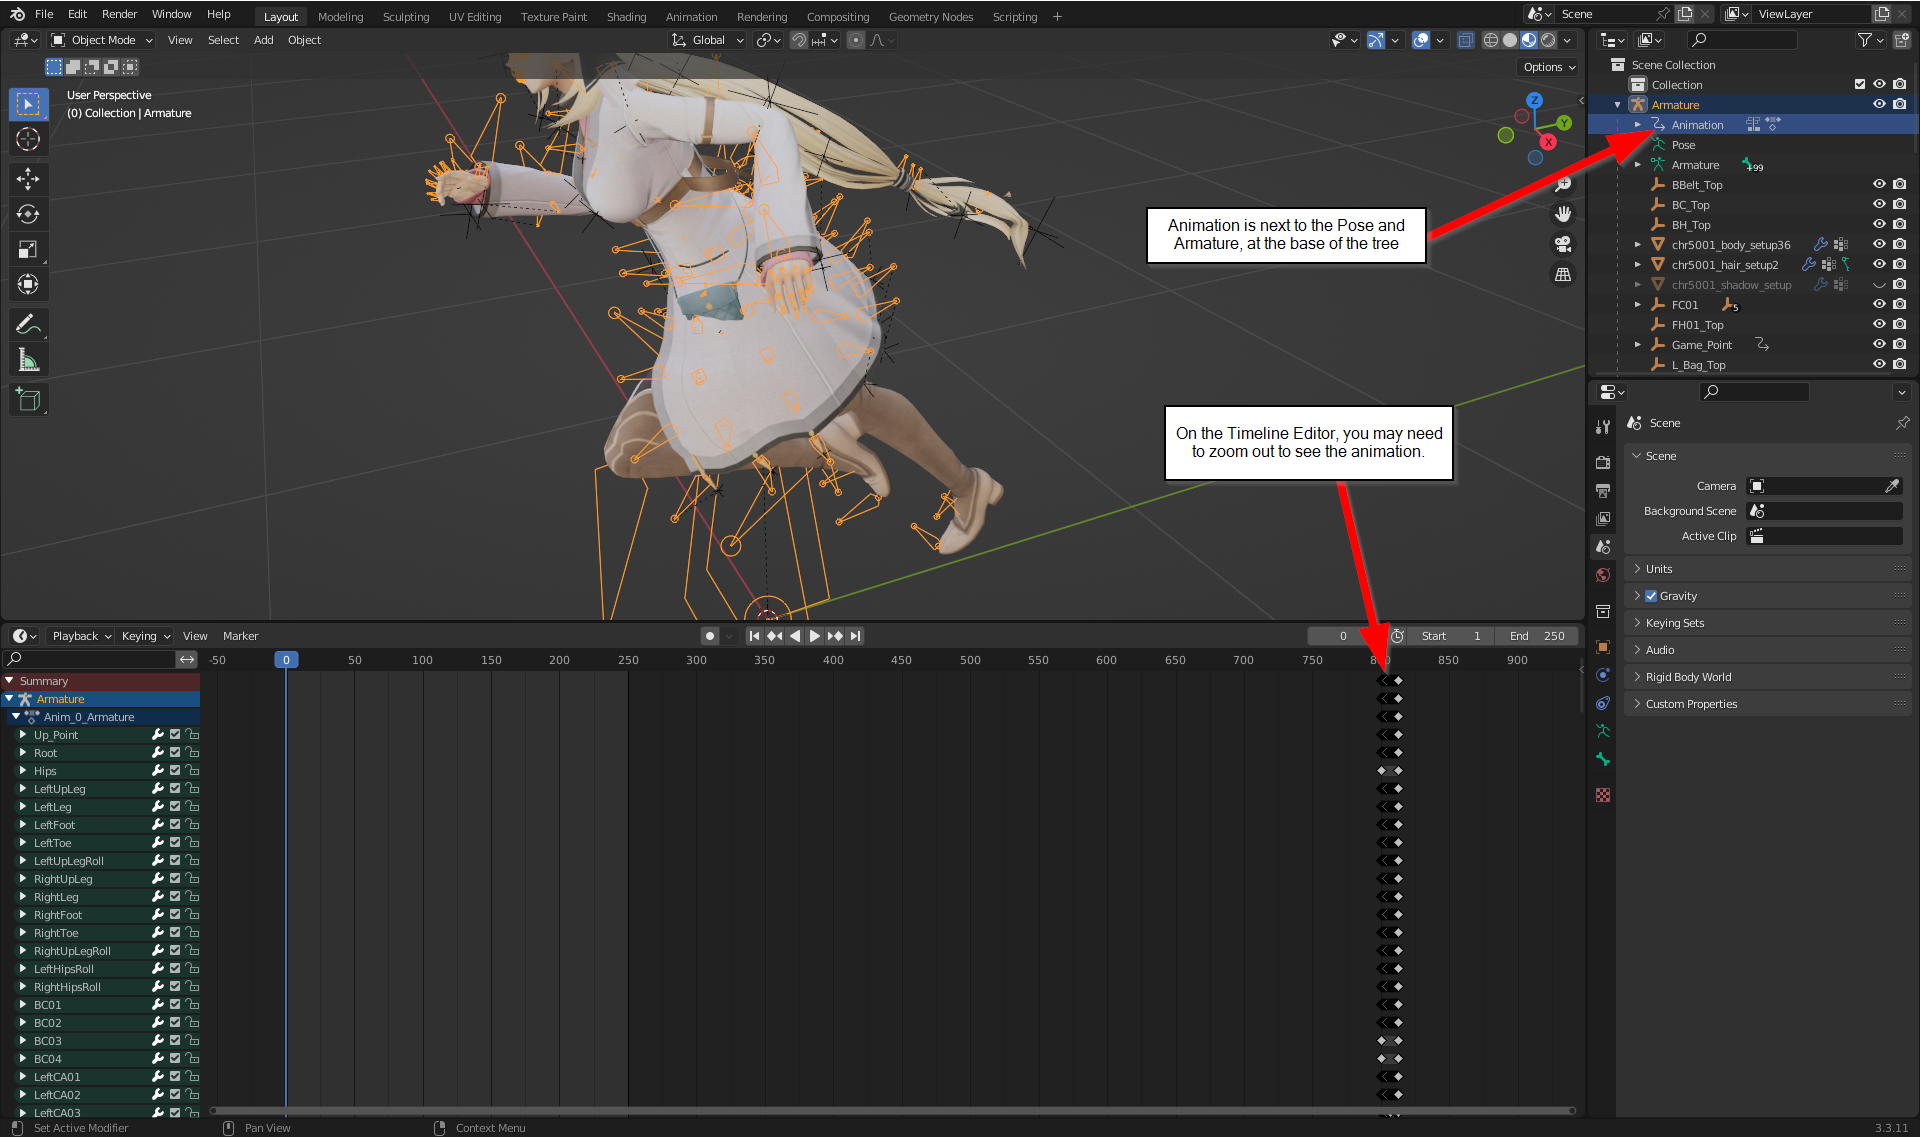 File Edit Render Window Help Layout Modeling Sculpting UV Editing Texture Paint Shading Animation Rendering Compositing Geometry Nodes Scripting + Scene ViewLayer
Object Mode View Select Add Object Global
Options
User Perspective
(0) Collection | Armature
Z
Y
X
Scene Collection
Collection
Armature
Animation
Pose
Armature 99
BBelt_Top
BC_Top
BH_Top
chr5001_body_setup36
chr5001_hair_setup2
chr5001_shadow_setup
FC01 5
FH01_Top
Game_Point
L_Bag_Top
Animation is next to the Pose and
Armature, at the base of the tree
On the Timeline Editor, you may need
to zoom out to see the animation.
Scene
Scene
Camera
Background Scene
Active Clip
Units
Gravity
Keying Sets
Audio
Rigid Body World
Custom Properties
Playback Keying View Marker 0 Start 1 End 250
-50 0 50 100 150 200 250 300 350 400 450 500 550 600 650 700 750 850 900
Summary
Armature
Anim_0_Armature
Up_Point
Root
Hips
LeftUpLeg
LeftLeg
LeftFoot
LeftToe
LeftUpLegRoll
RightUpLeg
RightLeg
RightFoot
RightToe
RightUpLegRoll
LeftHipsRoll
RightHipsRoll
BC01
BC02
BC03
BC04
LeftCA01
LeftCA02
LeftCA03
Set Active Modifier Pan View Context Menu 3.3.11